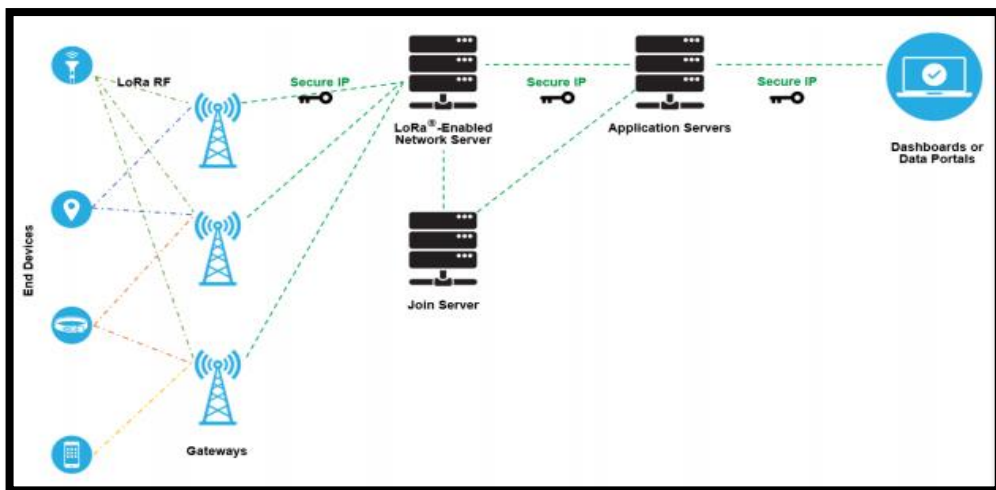 LoRa RF
Secure IP
Secure IP
Secure IP
LoRa®-Enabled
Network Server
Application Servers
Dashboards or
Data Portals
End Devices
Join Server
Gateways